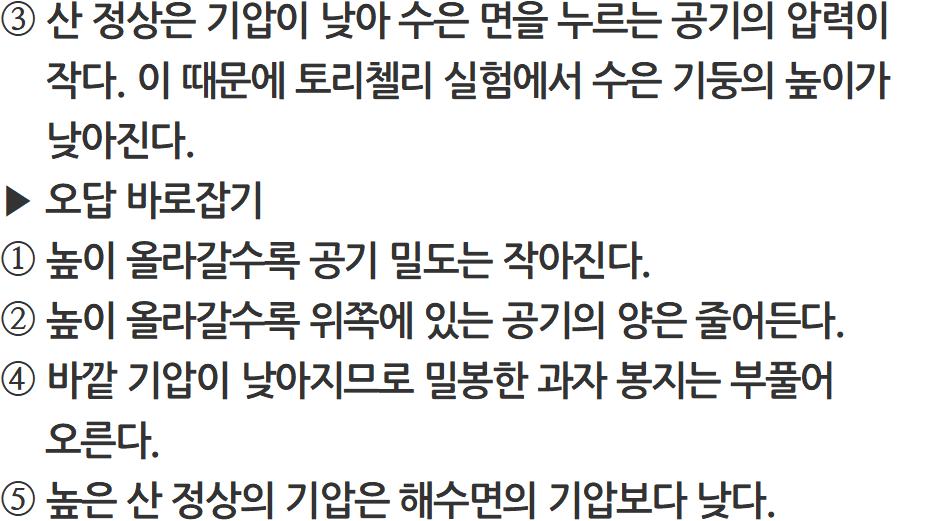 ③ 산 정상은 기압이 낮아 수은 면을 누르는 공기의 압력이
작다. 이 때문에 토리첼리 실험에서 수은 기둥의 높이가
낮아진다.
▶ 오답 바로잡기
① 높이 올라갈수록 공기 밀도는 작아진다.
② 높이 올라갈수록 위쪽에 있는 공기의 양은 줄어든다.
④ 바깥 기압이 낮아지므로 밀봉한 과자 봉지는 부풀어
오른다.
⑤ 높은 산 정상의 기압은 해수면의 기압보다 낮다.